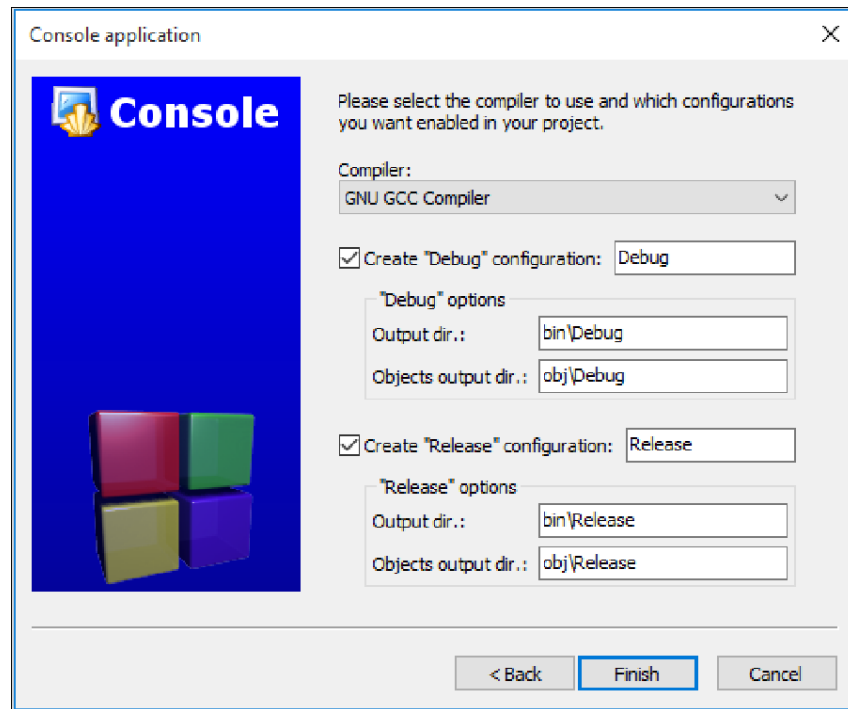 Console application
Console
Please select the compiler to use and which configurations
you want enabled in your project.
Compiler:
GNU GCC Compiler
Create "Debug" configuration: Debug
"Debug" options
Output dir.: bin\Debug
Objects output dir.: obj\Debug
Create "Release" configuration: Release
"Release" options
Output dir.: bin\Release
Objects output dir.: obj\Release
< Back Finish Cancel